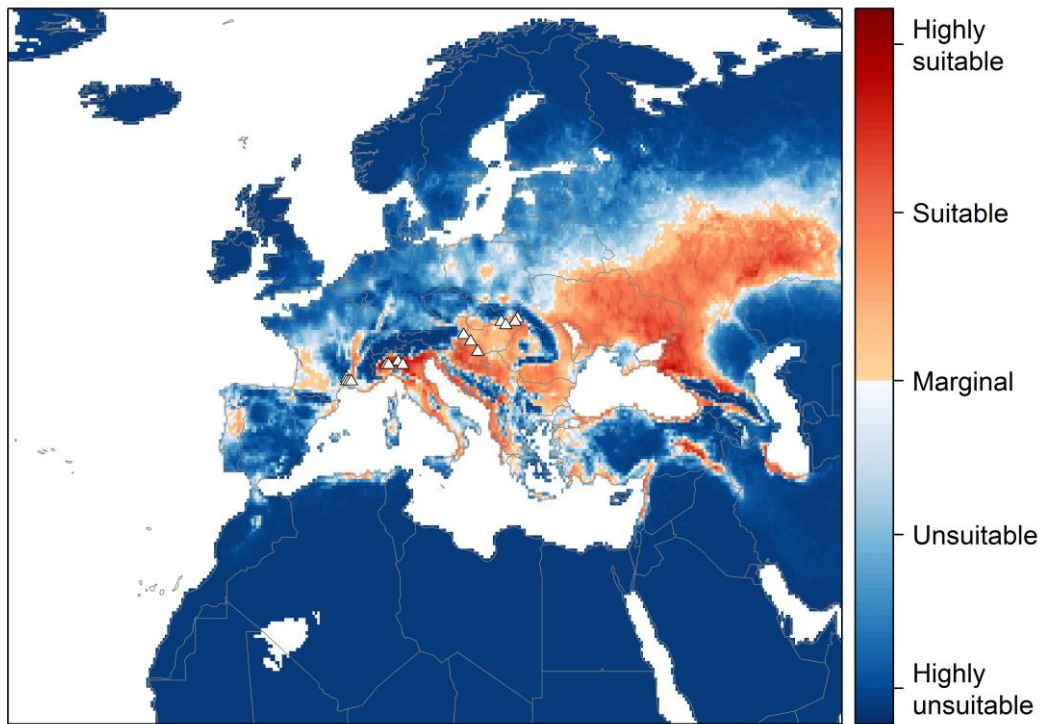 Highly
suitable
Suitable
Marginal
Unsuitable
Highly
unsuitable